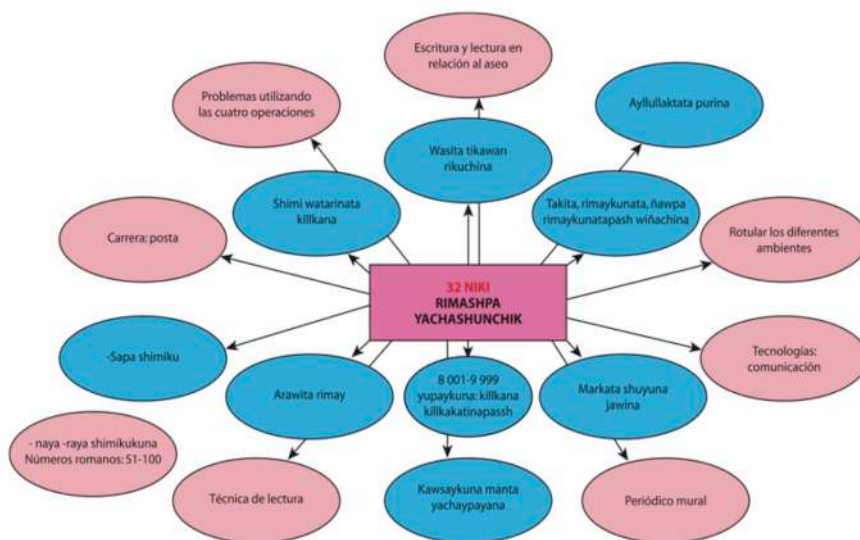 Escritura y lectura en
relación al aseo
Problemas utilizando
las cuatro operaciones
Ayllullaktata purina
Wasita tikawan
rikuchina
Shimi watarinata
killkana
Takita, rimaykunata, ñawpa
rimaykunatapash wiñachina
Carrera: posta
Rotular los diferentes
ambientes
32 NIKI
RIMASHPA
YACHASHUNCHIK
-Sapa shimiku
Tecnologías:
comunicación
Arawita rimay
8 001-9 999
yupaykuna: killkana
killkakatinapassh
Markata shuyuna
jawina
- naya -raya shimikukuna
Números romanos: 51-100
Técnica de lectura
Kawsaykuna manta
yachaypayana
Periódico mural